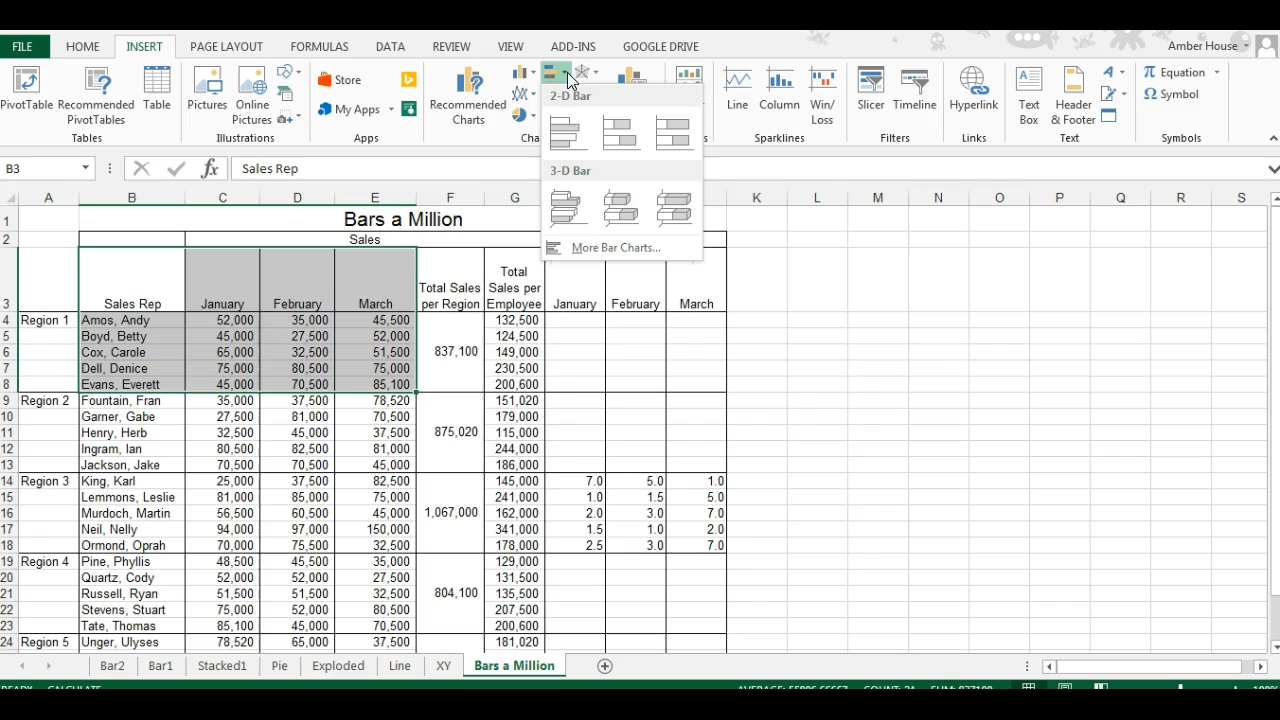 Amber House
FILE HOME INSERT PAGE LAYOUT FORMULAS DATA REVIEW VIEW ADD-INS GOOGLE DRIVE
PivotTable Recommended PivotTables Table Pictures Online Pictures Store My Apps Recommended Charts Line Column Win/Loss Slicer Timeline Hyperlink Text Box Header & Footer Equation Symbol
Tables Illustrations Apps Sparklines Filters Links Text Symbols
2-D Bar
3-D Bar
More Bar Charts...
B3 fx Sales Rep
A B C D E F G K L M N O P Q R S
1 Bars a Million
2 Sales
3 Sales Rep January February March Total Sales per Region Total Sales per Employee January February March
4 Region 1 Amos, Andy 52,000 35,000 45,500 132,500
5 Boyd, Betty 45,000 27,500 52,000 124,500
6 Cox, Carole 65,000 32,500 51,500 837,100 149,000
7 Dell, Denice 75,000 80,500 75,000 230,500
8 Evans, Everett 45,000 70,500 85,100 200,600
9 Region 2 Fountain, Fran 35,000 37,500 78,520 151,020
10 Garner, Gabe 27,500 81,000 70,500 179,000
11 Henry, Herb 32,500 45,000 37,500 875,020 115,000
12 Ingram, Ian 80,500 82,500 81,000 244,000
13 Jackson, Jake 70,500 70,500 45,000 186,000
14 Region 3 King, Karl 25,000 37,500 82,500 145,000 7.0 5.0 1.0
15 Lemmons, Leslie 81,000 85,000 75,000 241,000 1.0 1.5 5.0
16 Murdoch, Martin 56,500 60,500 45,000 1,067,000 162,000 2.0 3.0 7.0
17 Neil, Nelly 94,000 97,000 150,000 341,000 1.5 1.0 2.0
18 Ormond, Oprah 70,000 75,500 32,500 178,000 2.5 3.0 7.0
19 Region 4 Pine, Phyllis 48,500 45,500 35,000 129,000
20 Quartz, Cody 52,000 52,000 27,500 131,500
21 Russell, Ryan 51,500 51,500 32,500 804,100 135,500
22 Stevens, Stuart 75,000 52,000 80,500 207,500
23 Tate, Thomas 85,100 45,000 70,500 200,600
24 Region 5 Unger, Ulyses 78,520 65,000 37,500 181,020
Bar2 Bar1 Stacked1 Pie Exploded Line XY Bars a Million